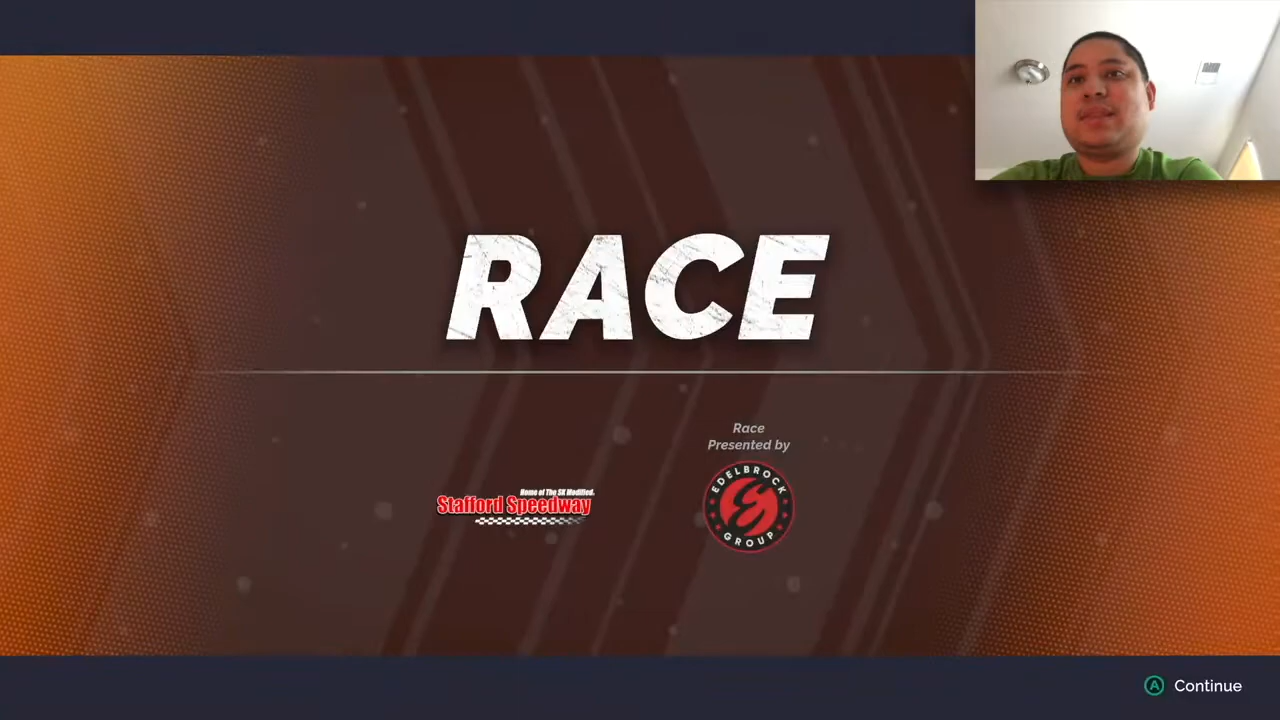 RACE
Race
Presented by
Home of The SK Modified.
Stafford Speedway
EDELBROCK
GROUP
A Continue